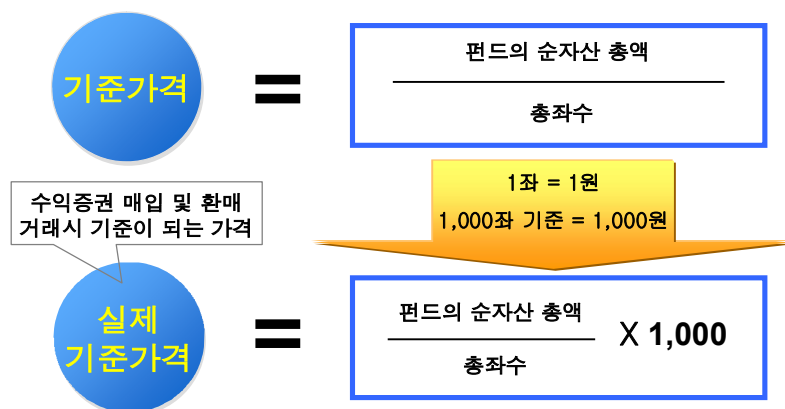 기준가격
=
펀드의 순자산 총액
총좌수
수익증권 매입 및 환매
거래시 기준이 되는 가격
1좌 = 1원
1,000좌 기준 = 1,000원
실제
기준가격
=
펀드의 순자산 총액
총좌수
X 1,000